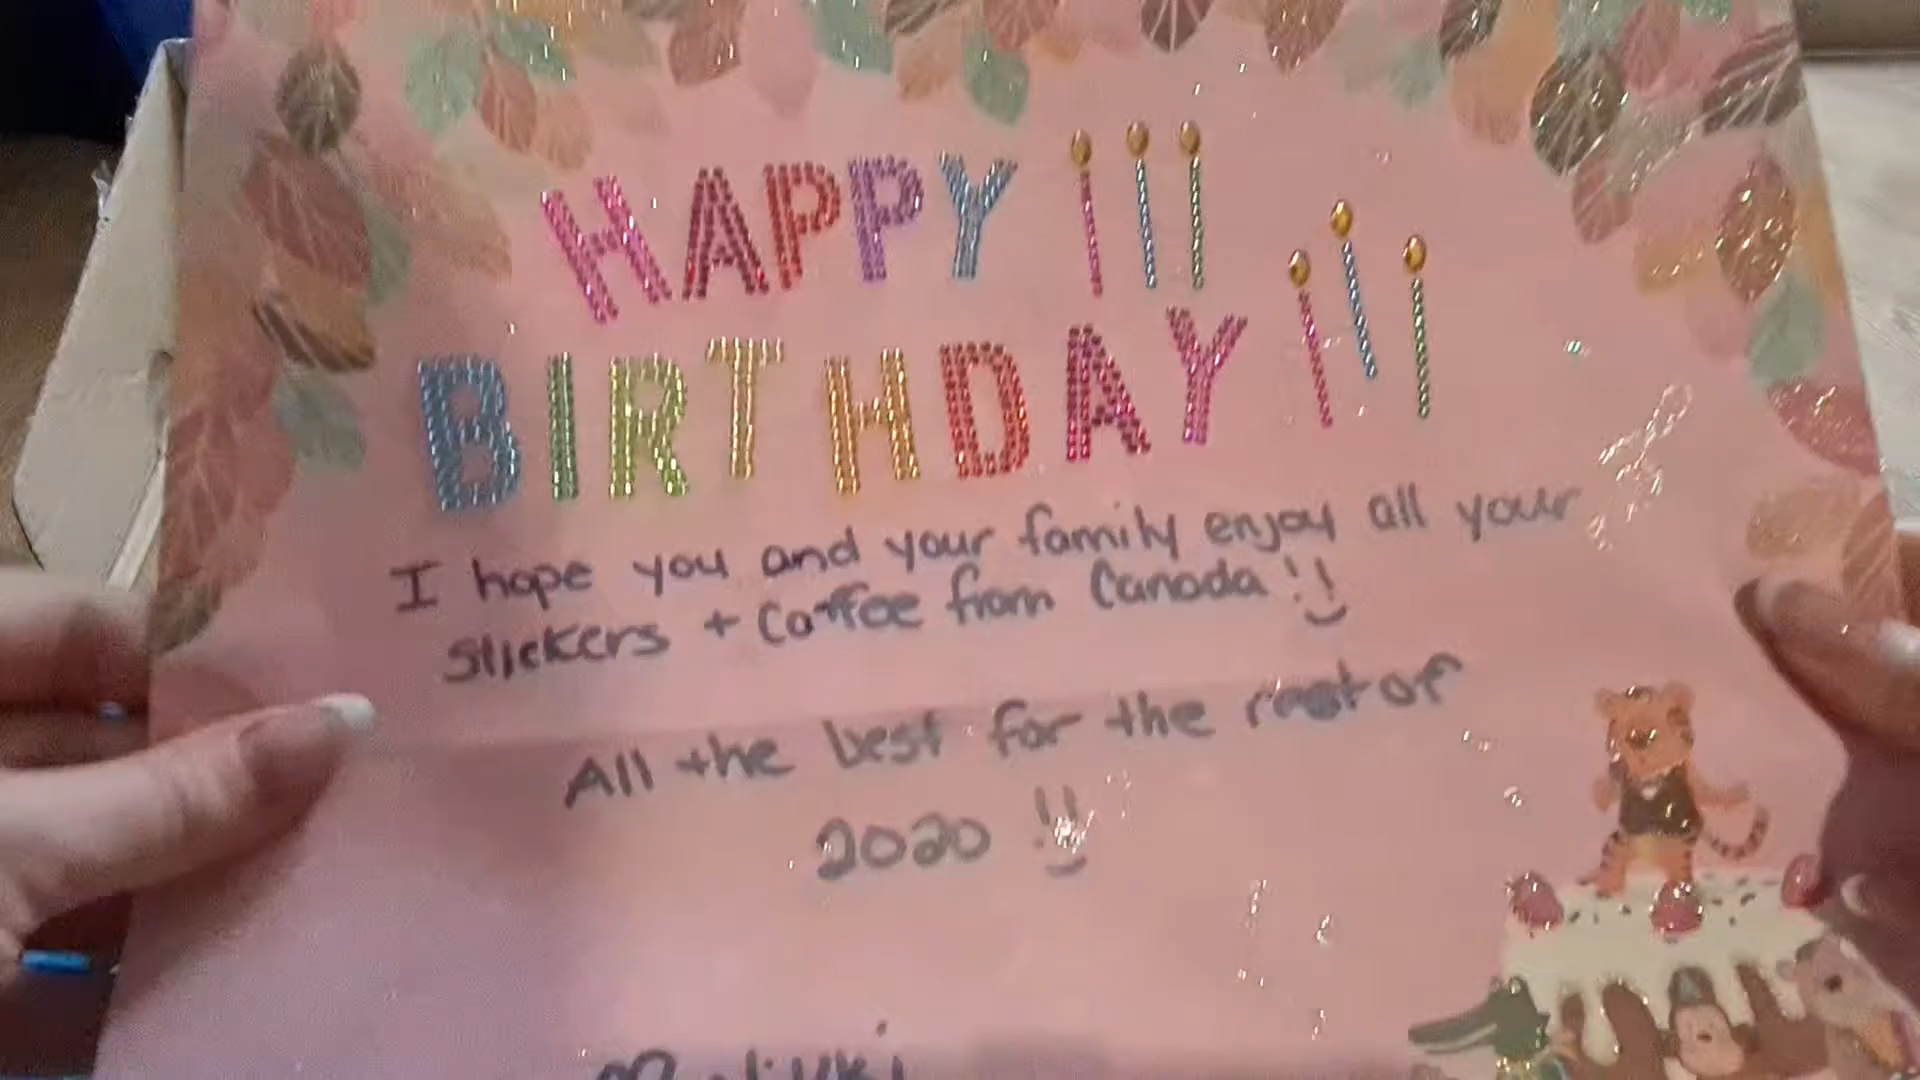 HAPPY
BIRTHDAY
I hope you and your family enjoy all your
stickers + Coffee from Canada!!
All the best for the rest of
2020 !!